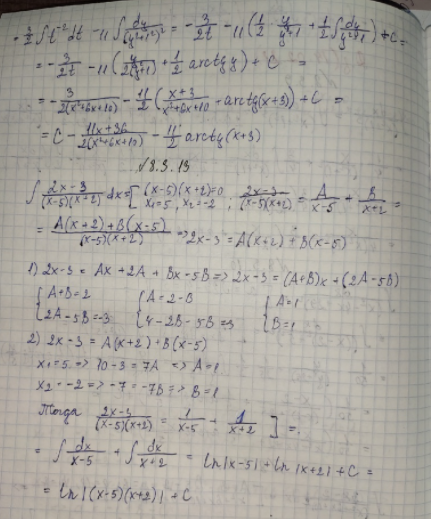 + 3/2 ∫ t^-2 dt - 11 ∫ dy/(y²+1)² = - 3/2t - 11 (1/2 · y/y²+1 + 1/2 ∫ dy/y²+1) + C =
= - 3/2t - 11 (y/2(y²+1) + 1/2 arctg y) + C =
= - 3/2(x²+6x+10) - 11/2 (x+3/x²+6x+10 + arctg(x+3)) + C =
= C - 11x+36/2(x²+6x+10) - 11/2 arctg(x+3)
√8.3.13
∫ 2x-3/(x-5)(x+2) dx = [ (x-5)(x+2)=0 x₁=5, x₂=-2 ; 2x-3/(x-5)(x+2) = A/x-5 + B/x+2 =
= A(x+2)+B(x-5)/(x-5)(x+2) => 2x-3 = A(x+2)+B(x-5)
1) 2x-3 = Ax+2A+Bx-5B => 2x-3 = (A+B)x+(2A-5B)
{ A+B=2 { A=2-B { A=1
{ 2A-5B=-3 { 4-2B-5B=3 { B=1
2) 2x-3 = A(x+2)+B(x-5)
x₁=5 => 10-3=7A => A=1
x₂=-2 => -7=-7B => B=1
Тогда 2x-3/(x-5)(x+2) = 1/x-5 + 1/x+2 ] =
= ∫ dx/x-5 + ∫ dx/x+2 = ln|x-5| + ln|x+2| + C =
= ln|(x-5)(x+2)| + C